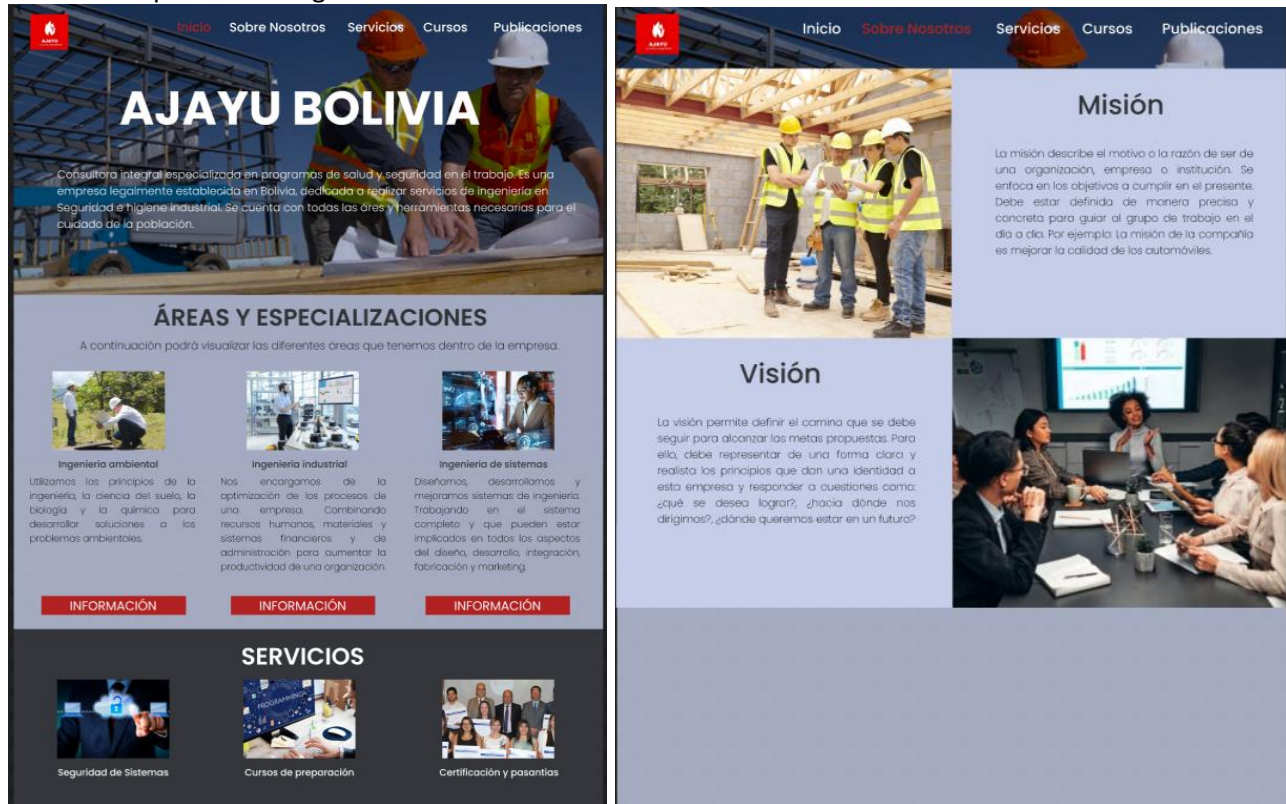 AJAYU
Inicio Sobre Nosotros Servicios Cursos Publicaciones
AJAYU BOLIVIA
Consultora integral especializada en programas de salud y seguridad en el trabajo. Es una
empresa legalmente establecida en Bolivia, dedicada a realizar servicios de ingeniería en
Seguridad e higiene industrial. Se cuenta con todas las áres y herramientas necesarias para el
cuidado de la población.
ÁREAS Y ESPECIALIZACIONES
A continuación podrá visualizar las diferentes áreas que tenemos dentro de la empresa.
Ingenieria ambiental
Utilizamos los principios de la
ingeniería, la ciencia del suelo, la
biología y la química para
desarrollar soluciones a los
problemas ambientales.
INFORMACIÓN
Ingenieria industrial
Nos encargamos de la
optimización de los procesos de
una empresa. Combinando
recursos humanos, materiales y
sistemas financieros y de
administración para aumentar la
productividad de una organización.
INFORMACIÓN
Ingenieria de sistemas
Diseñamos, desarrollamos y
mejoramos sistemas de ingeniería.
Trabajando en el sistema
completo y que pueden estar
implicados en todos los aspectos
del diseño, desarrollo, integración,
fabricación y marketing.
INFORMACIÓN
SERVICIOS
PROGRAMMING
Seguridad de Sistemas
Cursos de preparación
Certificación y pasantías
AJAYU
Inicio Sobre Nosotros Servicios Cursos Publicaciones
Misión
La misión describe el motivo o la razón de ser de
una organización, empresa o institución. Se
enfoca en los objetivos a cumplir en el presente.
Debe estar definida de manera precisa y
concreta para guiar al grupo de trabajo en el
día a día. Por ejemplo: La misión de la compañía
es mejorar la calidad de los automóviles.
Visión
La visión permite definir el camino que se debe
seguir para alcanzar las metas propuestas. Para
ello, debe representar de una forma clara y
realista los principios que dan una identidad a
esta empresa y responder a cuestiones como:
¿qué se desea lograr?, ¿hacia dónde nos
dirigimos?, ¿dónde queremos estar en un futuro?